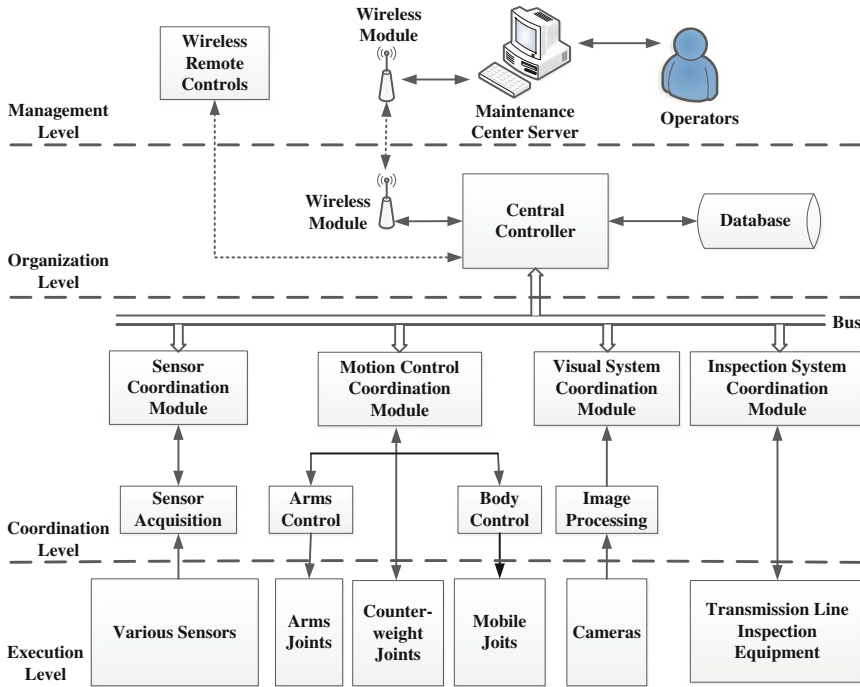 Wireless
Remote
Controls
Wireless
Module
Maintenance
Center Server
Operators
Management
Level
Wireless
Module
Central
Controller
Database
Organization
Level
Bus
Sensor
Coordination
Module
Motion Control
Coordination
Module
Visual System
Coordination
Module
Inspection System
Coordination
Module
Sensor
Acquisition
Arms
Control
Body
Control
Image
Processing
Coordination
Level
Various Sensors
Arms
Joints
Counter-
weight
Joints
Mobile
Joits
Cameras
Transmission Line
Inspection
Equipment
Execution
Level